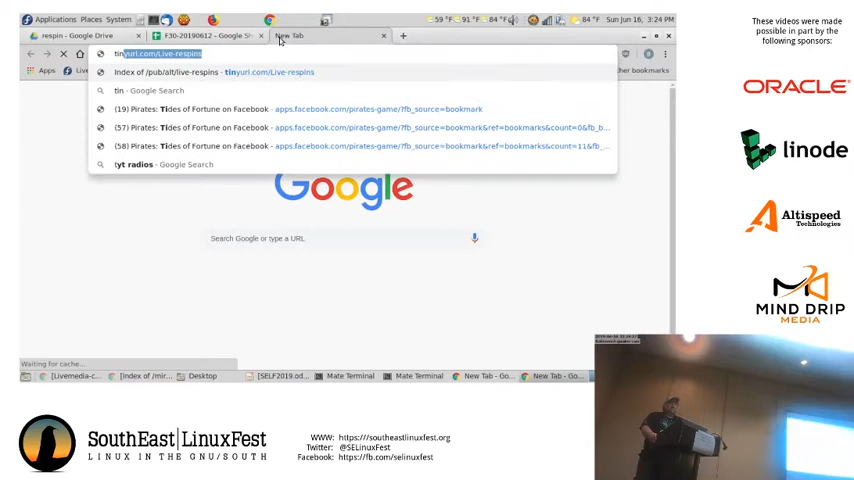 Applications Places System
59 °F 91 °F 84 °F
84 °F Sun Jun 16, 3:24 PM
respin - Google Drive
F30-20190612 - Google Sh
New Tab
tinyurl.com/Live-respins
Apps
Index of /pub/alt/live-respins - tinyurl.com/Live-respins
her bookmarks
tin - Google Search
(19) Pirates: Tides of Fortune on Facebook - apps.facebook.com/pirates-game/?fb_source=bookmark
(57) Pirates: Tides of Fortune on Facebook - apps.facebook.com/pirates-game/?fb_source=bookmark&ref=bookmarks&count=0&fb_b...
(58) Pirates: Tides of Fortune on Facebook - apps.facebook.com/pirates-game/?fb_source=bookmark&ref=bookmarks&count=11&fb_...
tyt radios - Google Search
Google
Search Google or type a URL
Waiting for cache...
[Livemedia-c...
[Index of /mir...
Desktop
[SELF2019.od...
Mate Terminal
Mate Terminal
New Tab - Go...
New Tab - Go...
These videos were made
possible in part by the
following sponsors:
ORACLE
linode
Altispeed
Technologies
MIND DRIP
MEDIA
SouthEast|LinuxFest
LINUX IN THE GNU/SOUTH
WWW: https:///southeastlinuxfest.org
Twitter: @SELinuxFest
Facebook: https://fb.com/selinuxfest